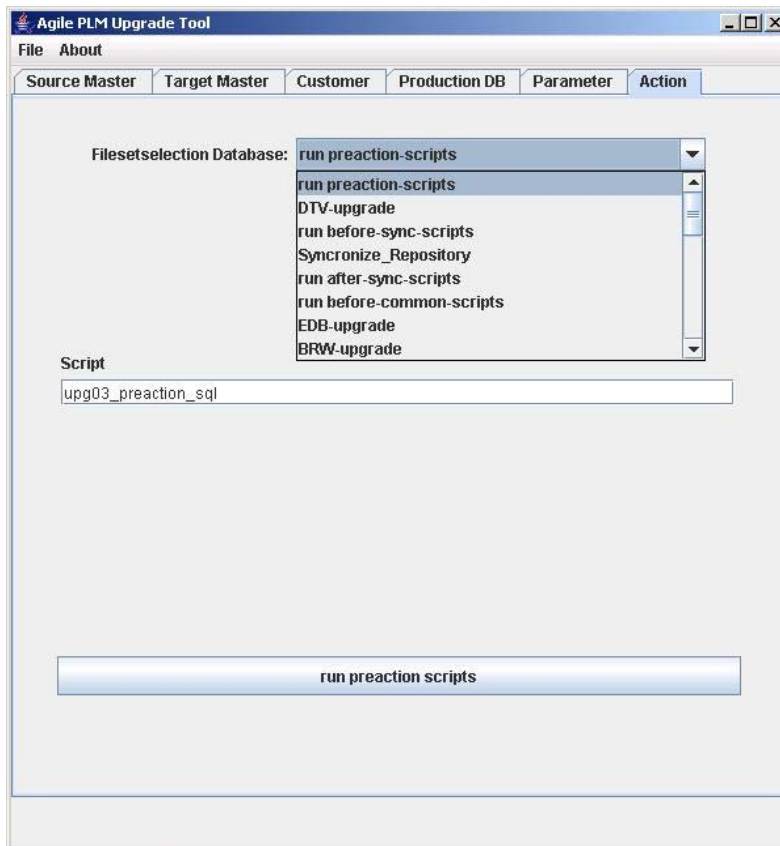 Agile PLM Upgrade Tool
File About
Source Master Target Master Customer Production DB Parameter Action
Filesetselection Database: run preaction-scripts
run preaction-scripts
DTV-upgrade
run before-sync-scripts
Syncronize_Repository
run after-sync-scripts
run before-common-scripts
EDB-upgrade
BRW-upgrade
Script
upg03_preaction_sql
run preaction scripts